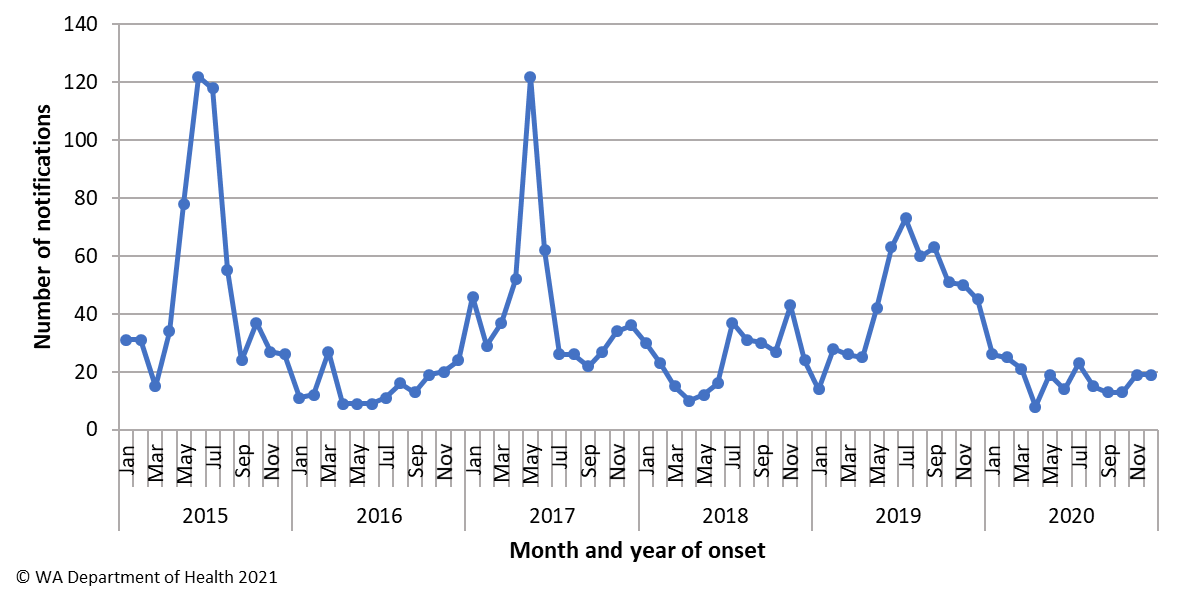 140
120
100
80
60
40
20
0
Number of notifications
Jan Mar May Jul Sep Nov Jan Mar May Jul Sep Nov Jan Mar May Jul Sep Nov Jan Mar May Jul Sep Nov Jan Mar May Jul Sep Nov Jan Mar May Jul Sep Nov
2015 2016 2017 2018 2019 2020
Month and year of onset
© WA Department of Health 2021